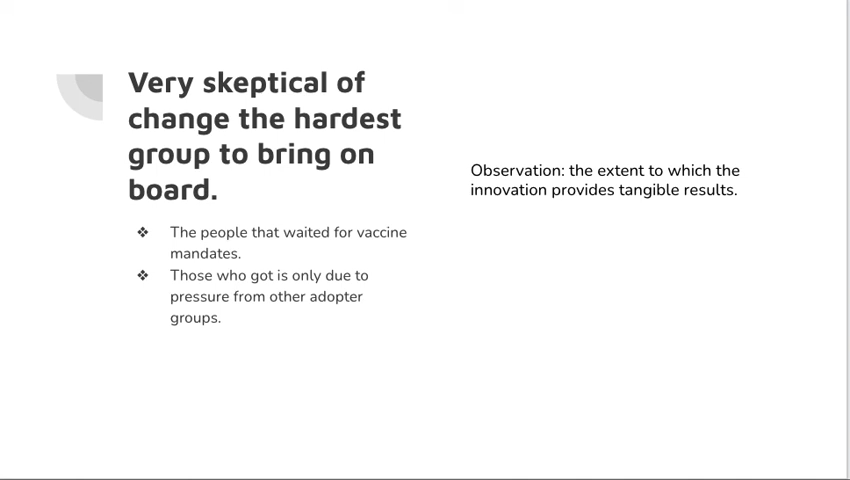 Very skeptical of
change the hardest
group to bring on
board.
❖ The people that waited for vaccine
mandates.
❖ Those who got is only due to
pressure from other adopter
groups.
Observation: the extent to which the
innovation provides tangible results.